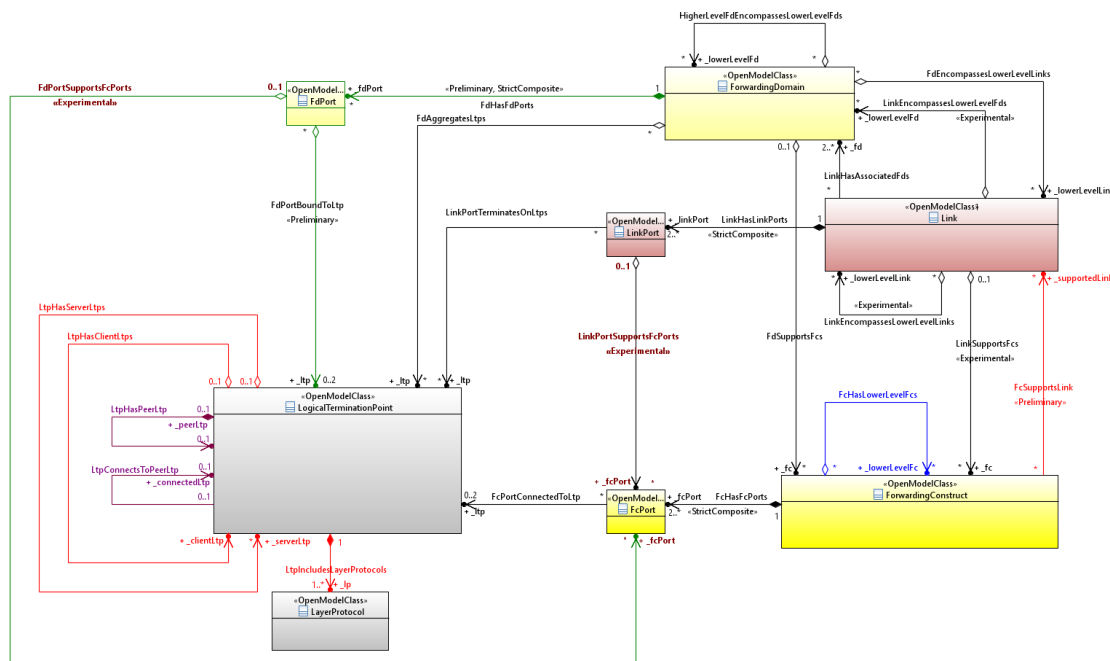 HigherLevelFdEncompassesLowerLevelFds
* + _lowerLevelFd *
FdPortSupportsFcPorts
«Experimental»
0..1
«OpenModel...
FdPort
+ _fdPort
*
*
«Preliminary, StrictComposite»
FdHasFdPorts
1
FdAggregatesLtps
*
«OpenModelClass»
ForwardingDomain
*
FdEncompassesLowerLevelLinks
LinkEncompassesLowerLevelFds
*
+ _lowerLevelFd
«Experimental»
0..1
2..*
+ _fd
LinkHasAssociatedFds
*
*
+ _lowerLevelLin
FdPortBoundToLtp
«Preliminary»
LinkPortTerminatesOnLtps
*
«OpenModel...
LinkPort
+ _linkPort
2..*
LinkHasLinkPorts
«StrictComposite»
1
«OpenModelClass»
Link
0..1
* + _lowerLevelLink
*
0..1
* + _supportedLink
«Experimental»
LinkEncompassesLowerLevelLinks
LtpHasServerLtps
LtpHasClientLtps
LinkPortSupportsFcPorts
«Experimental»
FdSupportsFcs
LinkSupportsFcs
«Experimental»
FcSupportsLink
«Preliminary»
0..1
0..1
+ _ltp
0..2
+ _ltp
*
*
+ _ltp
«OpenModelClass»
LogicalTerminationPoint
LtpHasPeerLtp
0..1
+ _peerLtp
0..1
LtpConnectsToPeerLtp
0..1
+ _connectedLtp
0..1
FcHasLowerLevelFcs
+ _fc
*
*
+ _lowerLevelFc
*
*
+ _fc
*
«OpenModelClass»
ForwardingConstruct
+ _fcPort
*
0..2
+ _ltp
FcPortConnectedToLtp
*
«OpenModel...
FcPort
+ _fcPort
2..*
FcHasFcPorts
«StrictComposite»
1
*
+ _fcPort
+ _clientLtp
*
*
+ _serverLtp
1
LtpIncludesLayerProtocols
1..*
+ _lp
«OpenModelClass»
LayerProtocol